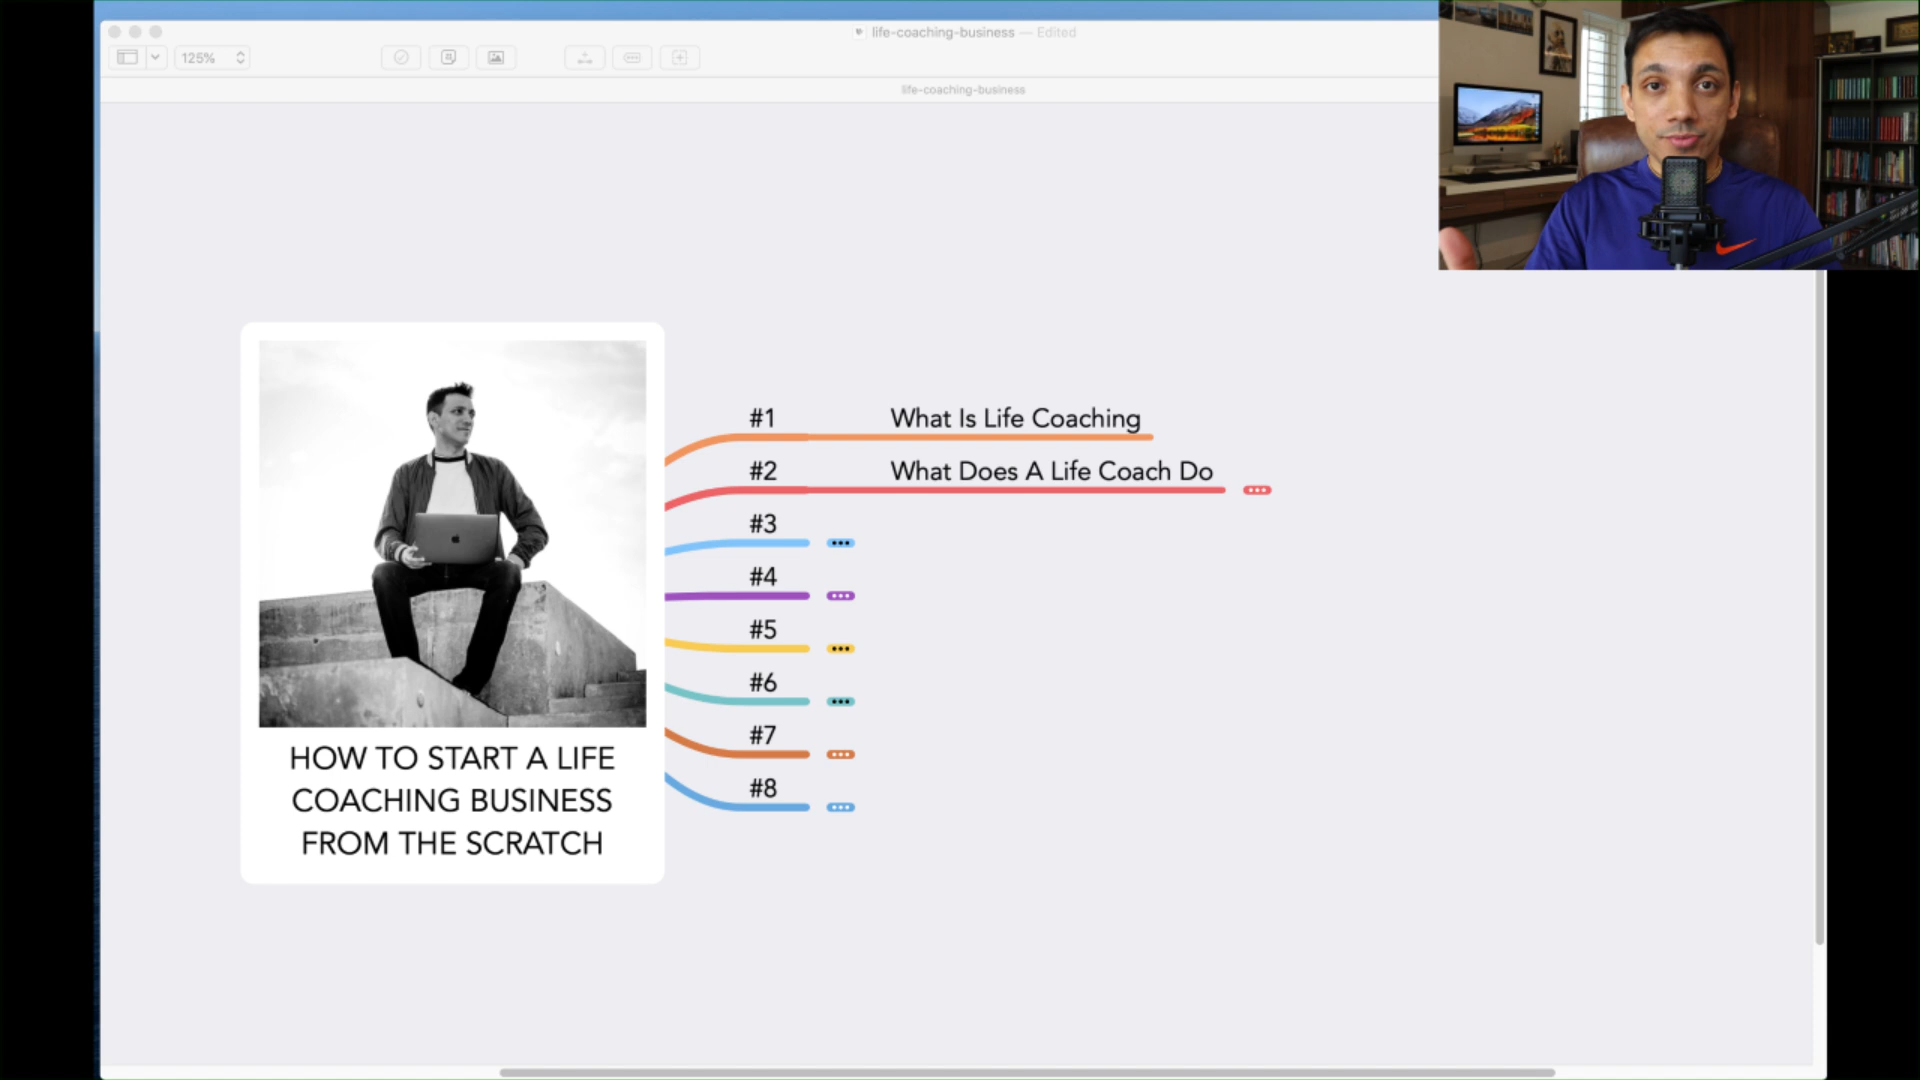 life-coaching-business — Edited
125%
life-coaching-business
#1 What Is Life Coaching
#2 What Does A Life Coach Do
#3
#4
#5
#6
#7
#8
HOW TO START A LIFE
COACHING BUSINESS
FROM THE SCRATCH